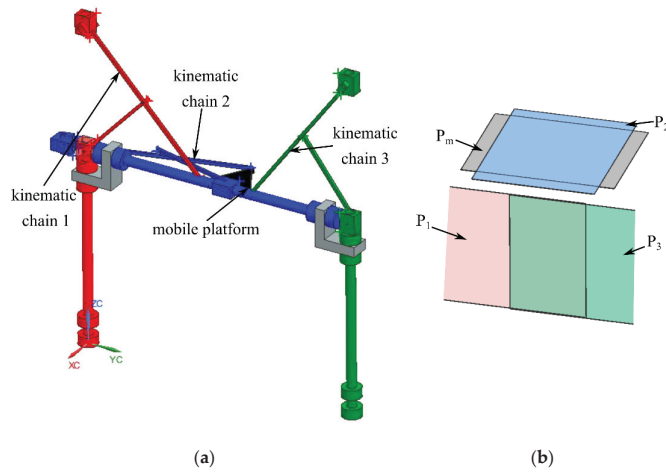 kinematic
chain 2
kinematic
chain 3
kinematic
chain 1
mobile platform
ZC
XC
YC
P2
Pm
P1
P3
(a)
(b)